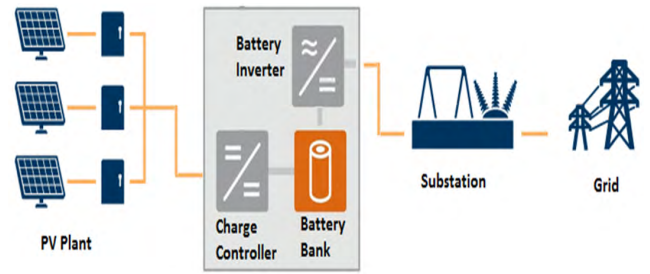 Battery
Inverter
PV Plant
Charge
Controller
Battery
Bank
Substation
Grid